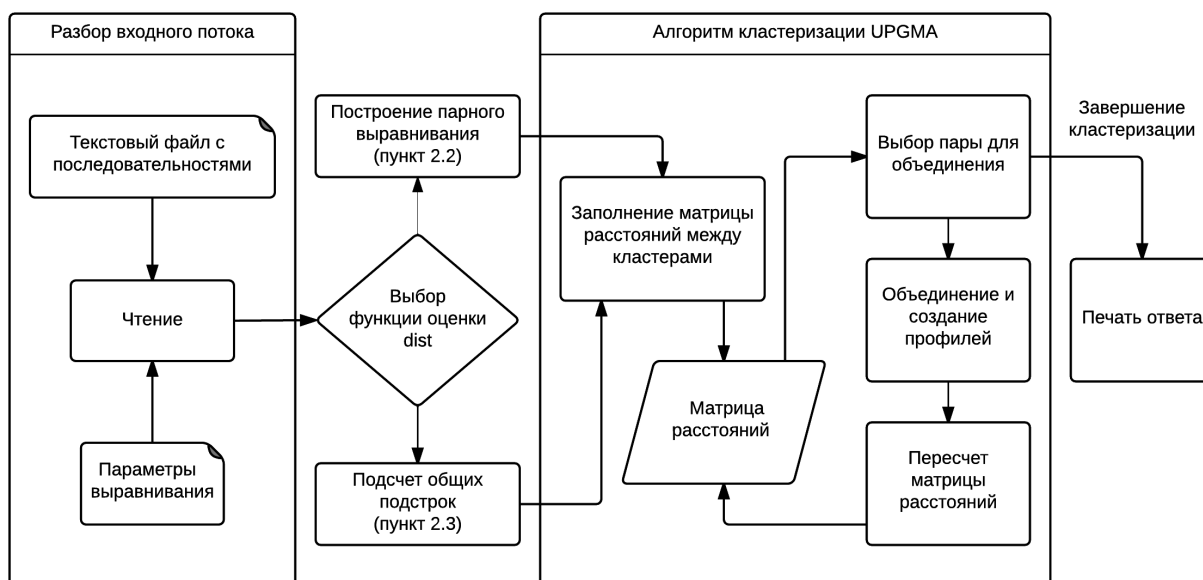 Разбор входного потока
Текстовый файл с
последовательностями
Чтение
Параметры
выравнивания
Построение парного
выравнивания
(пункт 2.2)
Выбор
функции оценки
dist
Подсчет общих
подстрок
(пункт 2.3)
Алгоритм кластеризации UPGMA
Заполнение матрицы
расстояний между
кластерами
Матрица
расстояний
Выбор пары для
объединения
Объединение и
создание
профилей
Пересчет
матрицы
расстояний
Завершение
кластеризации
Печать ответа